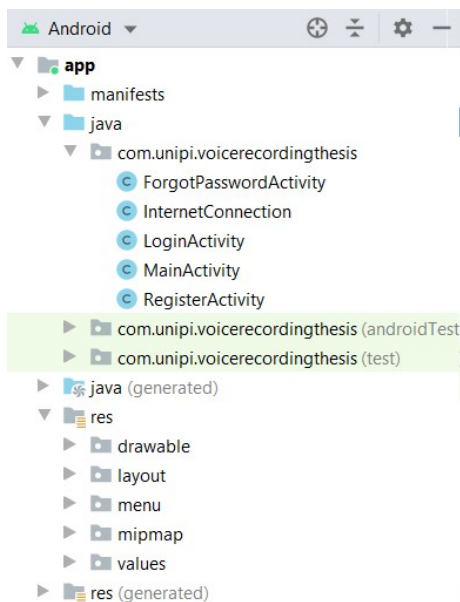 Android
app
manifests
java
com.unipi.voicerecordingthesis
C ForgotPasswordActivity
C InternetConnection
C LoginActivity
C MainActivity
C RegisterActivity
com.unipi.voicerecordingthesis (androidTest
com.unipi.voicerecordingthesis (test)
java (generated)
res
drawable
layout
menu
mipmap
values
res (generated)